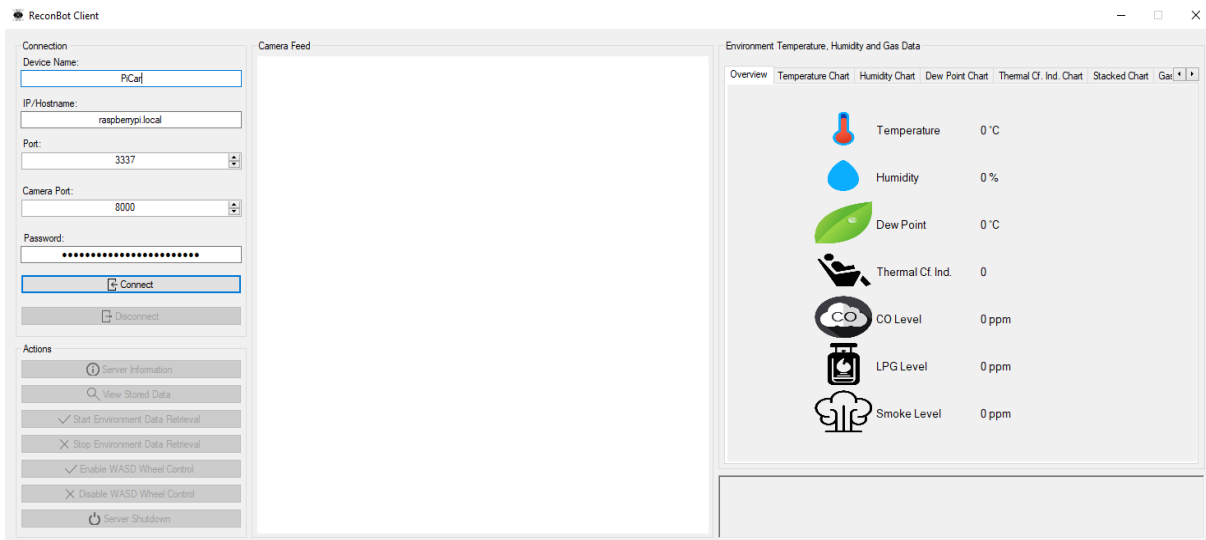 ReconBot Client
Connection
Device Name:
PiCar
IP/Hostname:
raspberrypi.local
Port:
3337
Camera Port:
8000
Password:
••••••••••••••••••••••••
Connect
Disconnect
Actions
Server Information
View Stored Data
Start Environment Data Retrieval
Stop Environment Data Retrieval
Enable WASD Wheel Control
Disable WASD Wheel Control
Server Shutdown
Camera Feed
Environment Temperature, Humidity and Gas Data
Overview Temperature Chart Humidity Chart Dew Point Chart Thermal Cf. Ind. Chart Stacked Chart Gas
Temperature 0 °C
Humidity 0 %
Dew Point 0 °C
Thermal Cf. Ind. 0
CO CO Level 0 ppm
LPG Level 0 ppm
Smoke Level 0 ppm